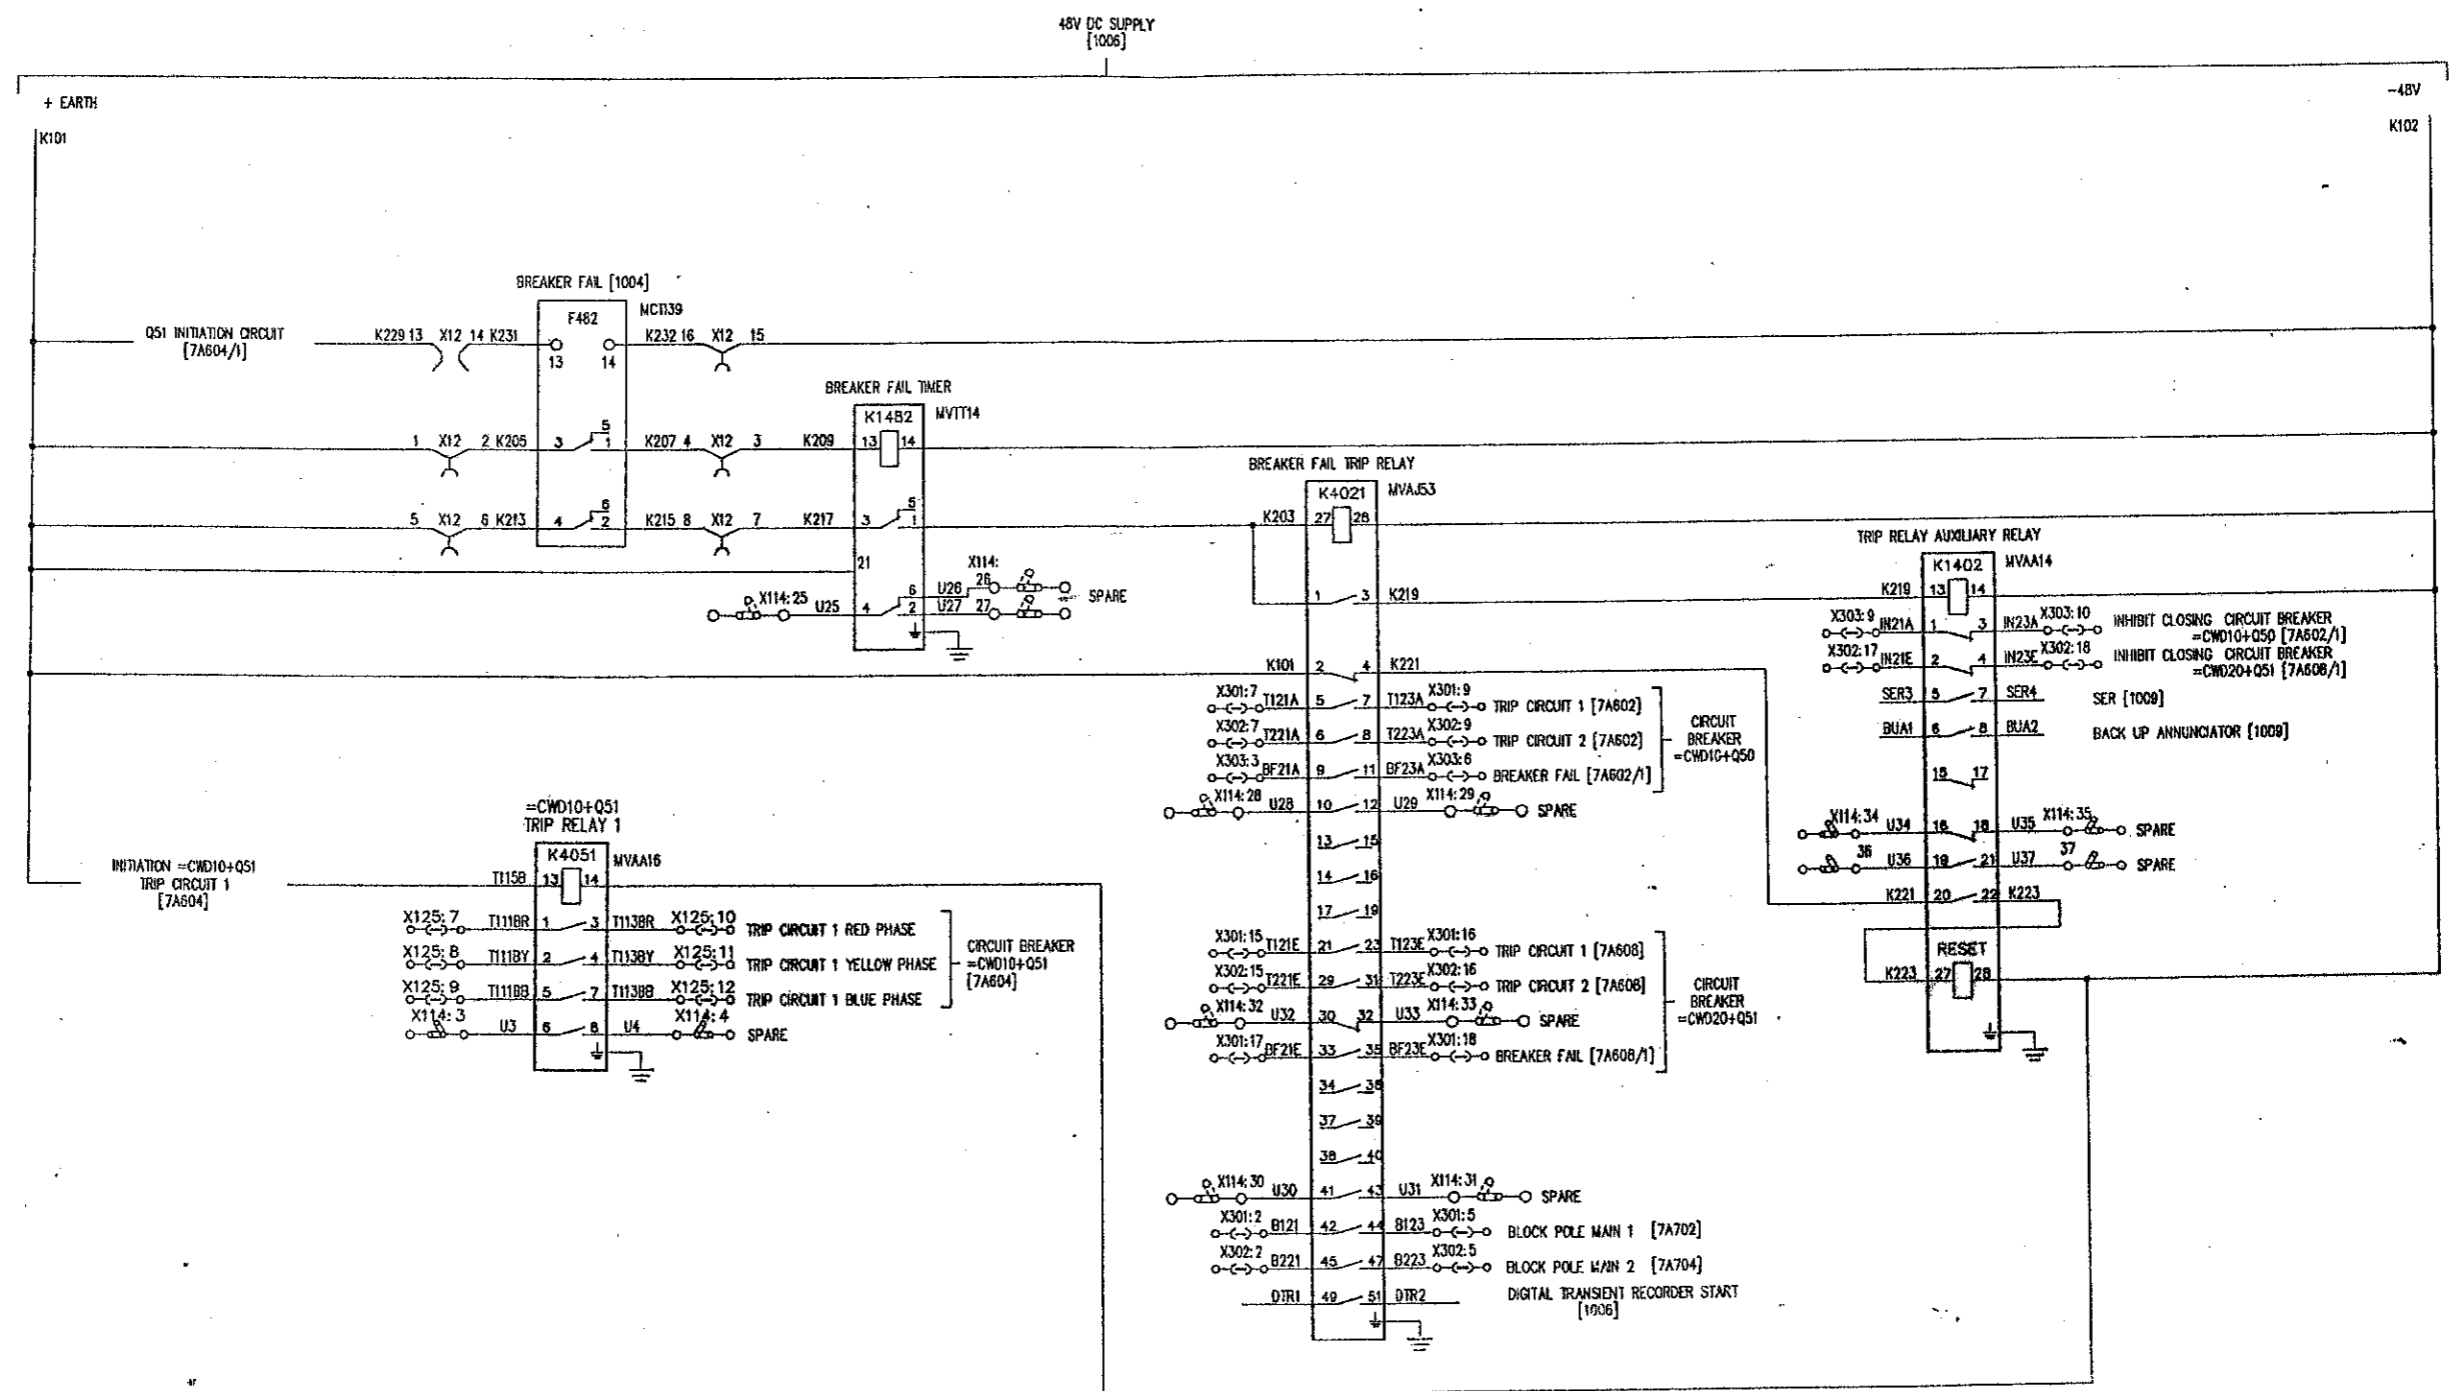 48V DC SUPPLY
[1006]
+ EARTH
-48V
K101
K102
BREAKER FAIL [1004]
MCTI39
F482
Q51 INITIATION CIRCUIT
[7A604/1]
K229 13 X12 14 K231
13
14
K232 16 X12 15
BREAKER FAIL TIMER
K1482
MVTT14
1 X12 2 K205 3
5
1
K207 4 X12 3 K209
13 14
BREAKER FAIL TRIP RELAY
K4021
MVAJ53
5 X12 6 K213 4
6
2
K215 8 X12 7 K217
3
5
1
K203 27 28
21
X114:
26
X114:25 U25 4
6 U26
2 U27 27
SPARE
TRIP RELAY AUXILIARY RELAY
K1402
MVAA14
1 3 K219
K219 13 14
X303:9 IN21A 1 3 IN23A X303:10
INHIBIT CLOSING CIRCUIT BREAKER
=CWD10+Q50 [7A602/1]
X302:17 IN21E 2 4 IN23E X302:18
INHIBIT CLOSING CIRCUIT BREAKER
=CWD20+Q51 [7A608/1]
SER3 5 7 SER4 SER [1009]
BUA1 6 8 BUA2 BACK UP ANNUNCIATOR [1009]
15 17
X114:34 U34 16 18 U35 X114:35 SPARE
36 U36 19 21 U37 37 SPARE
K221 20 22 K223
RESET
K223 27 28
K101 2 4 K221
X301:7 T121A 5 7 T123A X301:9 TRIP CIRCUIT 1 [7A602]
X302:7 T221A 6 8 T223A X302:9 TRIP CIRCUIT 2 [7A602]
X303:3 BF21A 9 11 BF23A X303:6 BREAKER FAIL [7A602/1]
CIRCUIT
BREAKER
=CWD10+Q50
X114:28 U28 10 12 U29 X114:29 SPARE
13 15
14 16
17 19
X301:15 T121E 21 23 T123E X301:16 TRIP CIRCUIT 1 [7A608]
X302:15 T221E 29 31 T223E X302:16 TRIP CIRCUIT 2 [7A608]
X114:32 U32 30 32 U33 X114:33 SPARE
X301:17 BF21E 33 35 BF23E X301:18 BREAKER FAIL [7A608/1]
CIRCUIT
BREAKER
=CWD20+Q51
34 36
37 39
38 40
X114:30 U30 41 43 U31 X114:31 SPARE
X301:2 B121 42 44 B123 X301:5 BLOCK POLE MAIN 1 [7A702]
X302:2 B221 45 47 B223 X302:5 BLOCK POLE MAIN 2 [7A704]
DTR1 49 51 DTR2 DIGITAL TRANSIENT RECORDER START
[1006]
=CWD10+Q51
TRIP RELAY 1
K4051
MVAA16
INITIATION =CWD10+Q51
TRIP CIRCUIT 1
[7A604]
T115B 13 14
X125:7 T111BR 1 3 T113BR X125:10 TRIP CIRCUIT 1 RED PHASE
X125:8 T111BY 2 4 T113BY X125:11 TRIP CIRCUIT 1 YELLOW PHASE
X125:9 T111BB 5 7 T113BB X125:12 TRIP CIRCUIT 1 BLUE PHASE
CIRCUIT BREAKER
=CWD10+Q51
[7A604]
X114:3 U3 6 8 U4 X114:4 SPARE